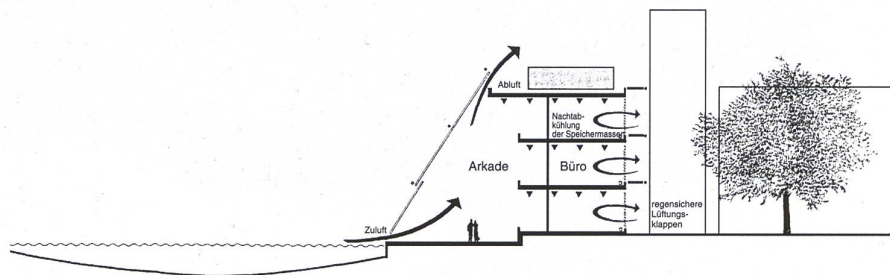 Abluft
Nachtab-
kühlung
der Speichermassen
Arkade
Büro
regensichere
Lüftungs-
klappen
Zuluft